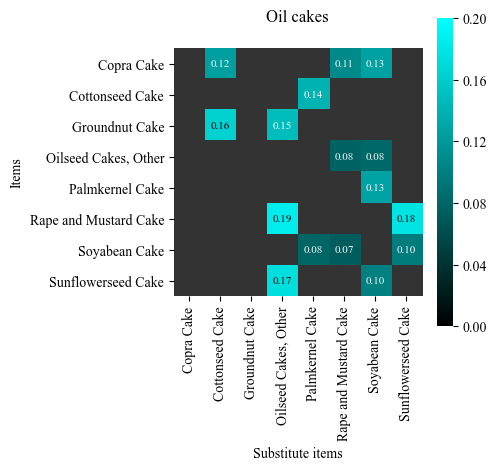 Oil cakes
Items
Copra Cake 0.12 0.11 0.13
Cottonseed Cake 0.14
Groundnut Cake 0.16 0.15
Oilseed Cakes, Other 0.08 0.08
Palmkernel Cake 0.13
Rape and Mustard Cake 0.19 0.18
Soyabean Cake 0.08 0.07 0.10
Sunflowerseed Cake 0.17 0.10
Copra Cake
Cottonseed Cake
Groundnut Cake
Oilseed Cakes, Other
Palmkernel Cake
Rape and Mustard Cake
Soyabean Cake
Sunflowerseed Cake
Substitute items
0.20
0.16
0.12
0.08
0.04
0.00